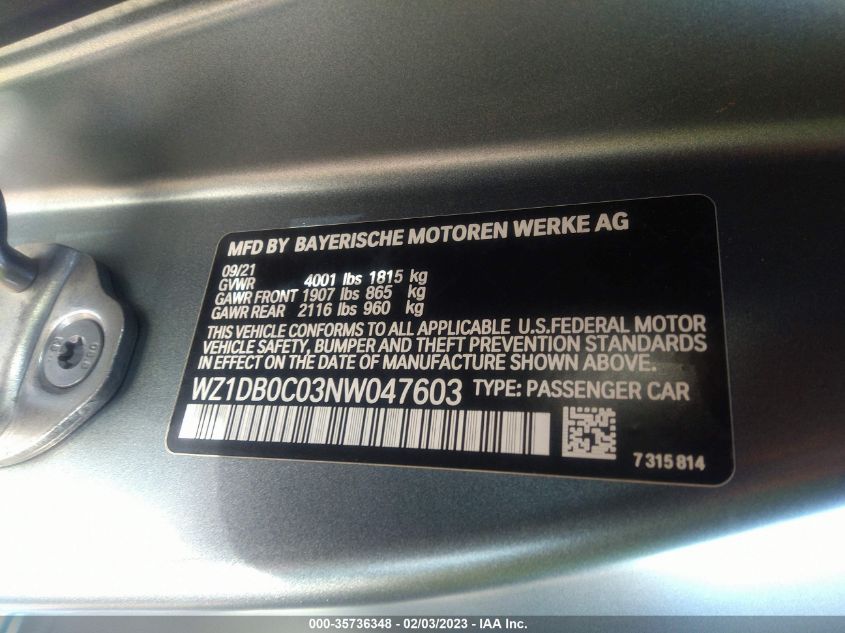 MFD BY BAYERISCHE MOTOREN WERKE AG
09/21
GVWR 4001 lbs 1815 kg
GAWR FRONT 1907 lbs 865 kg
GAWR REAR 2116 lbs 960 kg
THIS VEHICLE CONFORMS TO ALL APPLICABLE U.S.FEDERAL MOTOR
VEHICLE SAFETY, BUMPER AND THEFT PREVENTION STANDARDS
IN EFFECT ON THE DATE OF MANUFACTURE SHOWN ABOVE.
WZ1DB0C03NW047603 TYPE: PASSENGER CAR
7315814
000-35736348 - 02/03/2023 - IAA Inc.